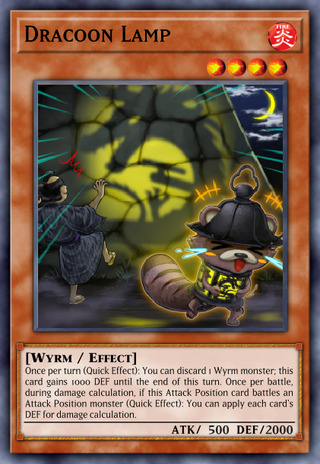 Dracoon Lamp
FIRE
炎
[Wyrm / Effect]
Once per turn (Quick Effect): You can discard 1 Wyrm monster; this
card gains 1000 DEF until the end of this turn. Once per battle,
during damage calculation, if this Attack Position card battles an
Attack Position monster (Quick Effect): You can apply each card's
DEF for damage calculation.
ATK/ 500 DEF/2000